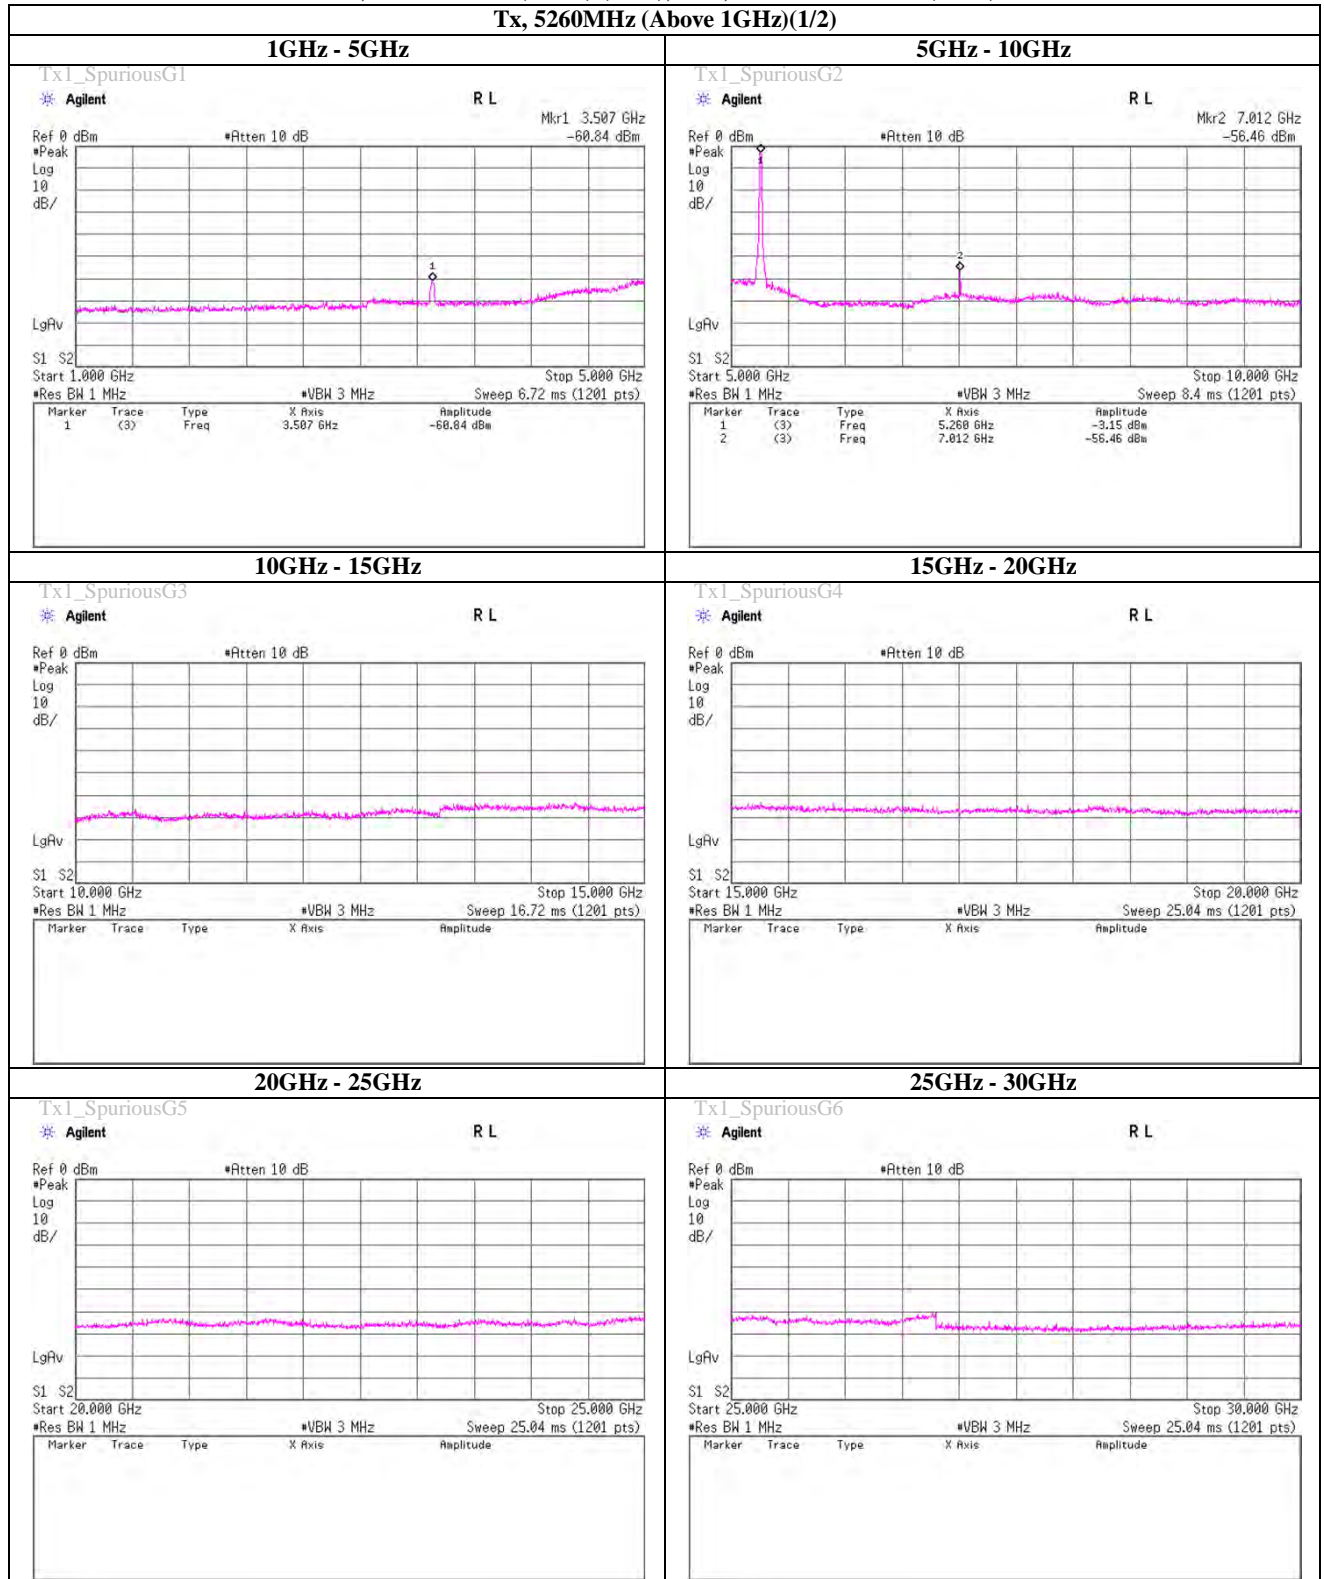 Tx, 5260MHz (Above 1GHz)(1/2)
1GHz - 5GHz
Tx1_SpuriousG1
Agilent R L
Mkr1 3.507 GHz
Ref 0 dBm #Atten 10 dB -60.84 dBm
#Peak
Log
10
dB/
1
LgAv
S1 S2
Start 1.000 GHz Stop 5.000 GHz
#Res BW 1 MHz #VBW 3 MHz Sweep 6.72 ms (1201 pts)
Marker Trace Type X Axis Amplitude
1 (3) Freq 3.507 GHz -60.84 dBm
5GHz - 10GHz
Tx1_SpuriousG2
Agilent R L
Mkr2 7.012 GHz
Ref 0 dBm #Atten 10 dB -56.46 dBm
#Peak
Log
10
dB/
1
2
LgAv
S1 S2
Start 5.000 GHz Stop 10.000 GHz
#Res BW 1 MHz #VBW 3 MHz Sweep 8.4 ms (1201 pts)
Marker Trace Type X Axis Amplitude
1 (3) Freq 5.260 GHz -3.15 dBm
2 (3) Freq 7.012 GHz -56.46 dBm
10GHz - 15GHz
Tx1_SpuriousG3
Agilent R L
Ref 0 dBm #Atten 10 dB
#Peak
Log
10
dB/
LgAv
S1 S2
Start 10.000 GHz Stop 15.000 GHz
#Res BW 1 MHz #VBW 3 MHz Sweep 16.72 ms (1201 pts)
Marker Trace Type X Axis Amplitude
15GHz - 20GHz
Tx1_SpuriousG4
Agilent R L
Ref 0 dBm #Atten 10 dB
#Peak
Log
10
dB/
LgAv
S1 S2
Start 15.000 GHz Stop 20.000 GHz
#Res BW 1 MHz #VBW 3 MHz Sweep 25.04 ms (1201 pts)
Marker Trace Type X Axis Amplitude
20GHz - 25GHz
Tx1_SpuriousG5
Agilent R L
Ref 0 dBm #Atten 10 dB
#Peak
Log
10
dB/
LgAv
S1 S2
Start 20.000 GHz Stop 25.000 GHz
#Res BW 1 MHz #VBW 3 MHz Sweep 25.04 ms (1201 pts)
Marker Trace Type X Axis Amplitude
25GHz - 30GHz
Tx1_SpuriousG6
Agilent R L
Ref 0 dBm #Atten 10 dB
#Peak
Log
10
dB/
LgAv
S1 S2
Start 25.000 GHz Stop 30.000 GHz
#Res BW 1 MHz #VBW 3 MHz Sweep 25.04 ms (1201 pts)
Marker Trace Type X Axis Amplitude